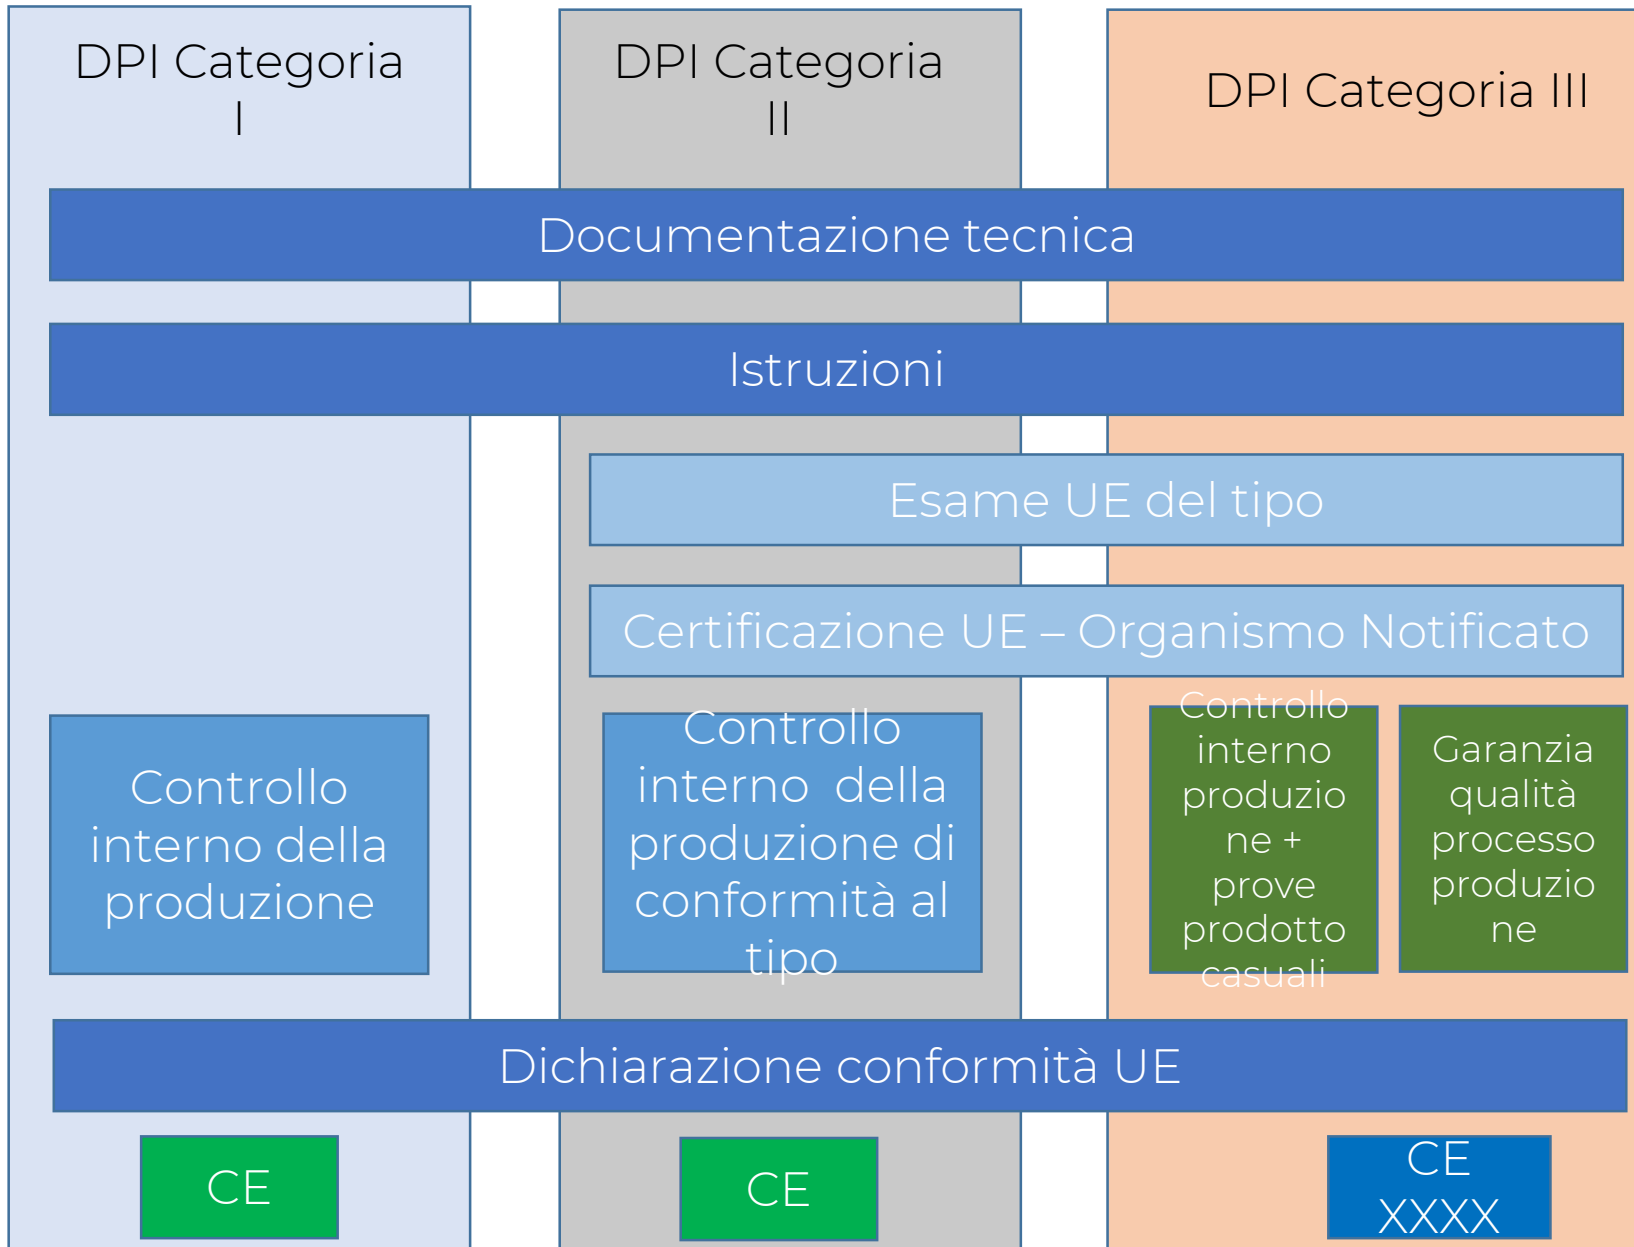 DPI Categoria
I
DPI Categoria
II
DPI Categoria III
Documentazione tecnica
Istruzioni
Esame UE del tipo
Certificazione UE – Organismo Notificato
Controllo
interno della
produzione
Controllo
interno della
produzione di
conformità al
tipo
Controllo
interno
produzio
ne +
prove
prodotto
casuali
Garanzia
qualità
processo
produzio
ne
Dichiarazione conformità UE
CE
CE
CE
XXXX